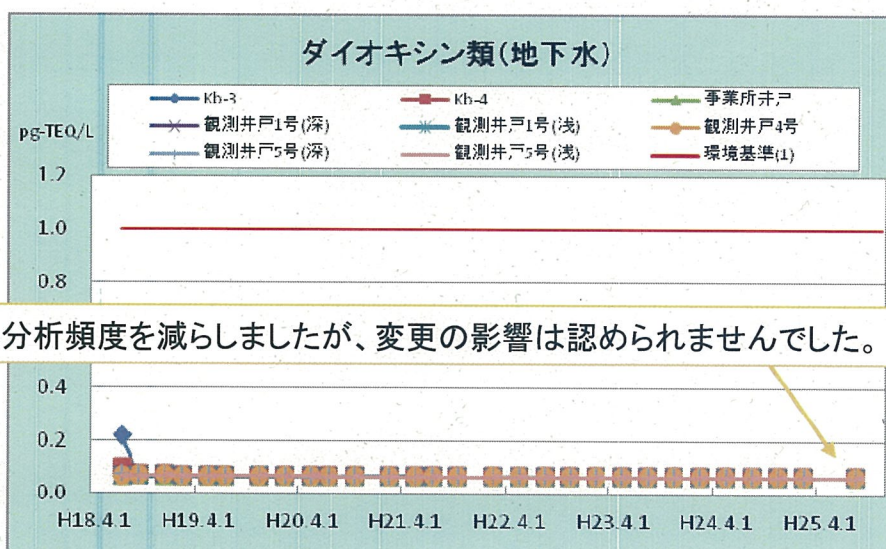 ダイオキシン類(地下水)
Kb-3 Kb-4 事業所井戸
pg-TEQ/L
観測井戸1号(深) 観測井戸1号(浅) 観測井戸4号
観測井戸5号(深) 観測井戸5号(浅) 環境基準(1)
1.2
1.0
0.8
分析頻度を減らしましたが、変更の影響は認められませんでした。
0.4
0.2
0.0
H18.4.1 H19.4.1 H20.4.1 H21.4.1 H22.4.1 H23.4.1 H24.4.1 H25.4.1